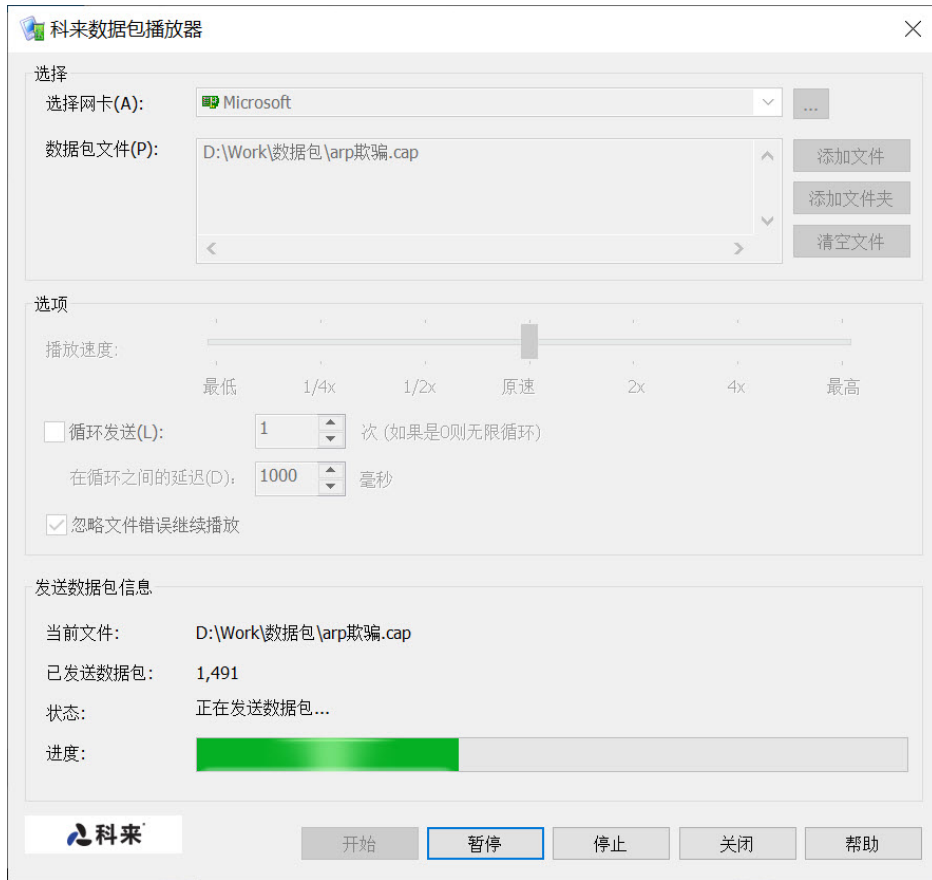 科来数据包播放器
选择
选择网卡(A):
Microsoft
...
数据包文件(P):
D:\Work\数据包\arp欺骗.cap
添加文件
添加文件夹
清空文件
选项
播放速度:
最低 1/4x 1/2x 原速 2x 4x 最高
循环发送(L): 1 次 (如果是0则无限循环)
在循环之间的延迟(D): 1000 毫秒
忽略文件错误继续播放
发送数据包信息
当前文件: D:\Work\数据包\arp欺骗.cap
已发送数据包: 1,491
状态: 正在发送数据包...
进度:
科来
开始 暂停 停止 关闭 帮助